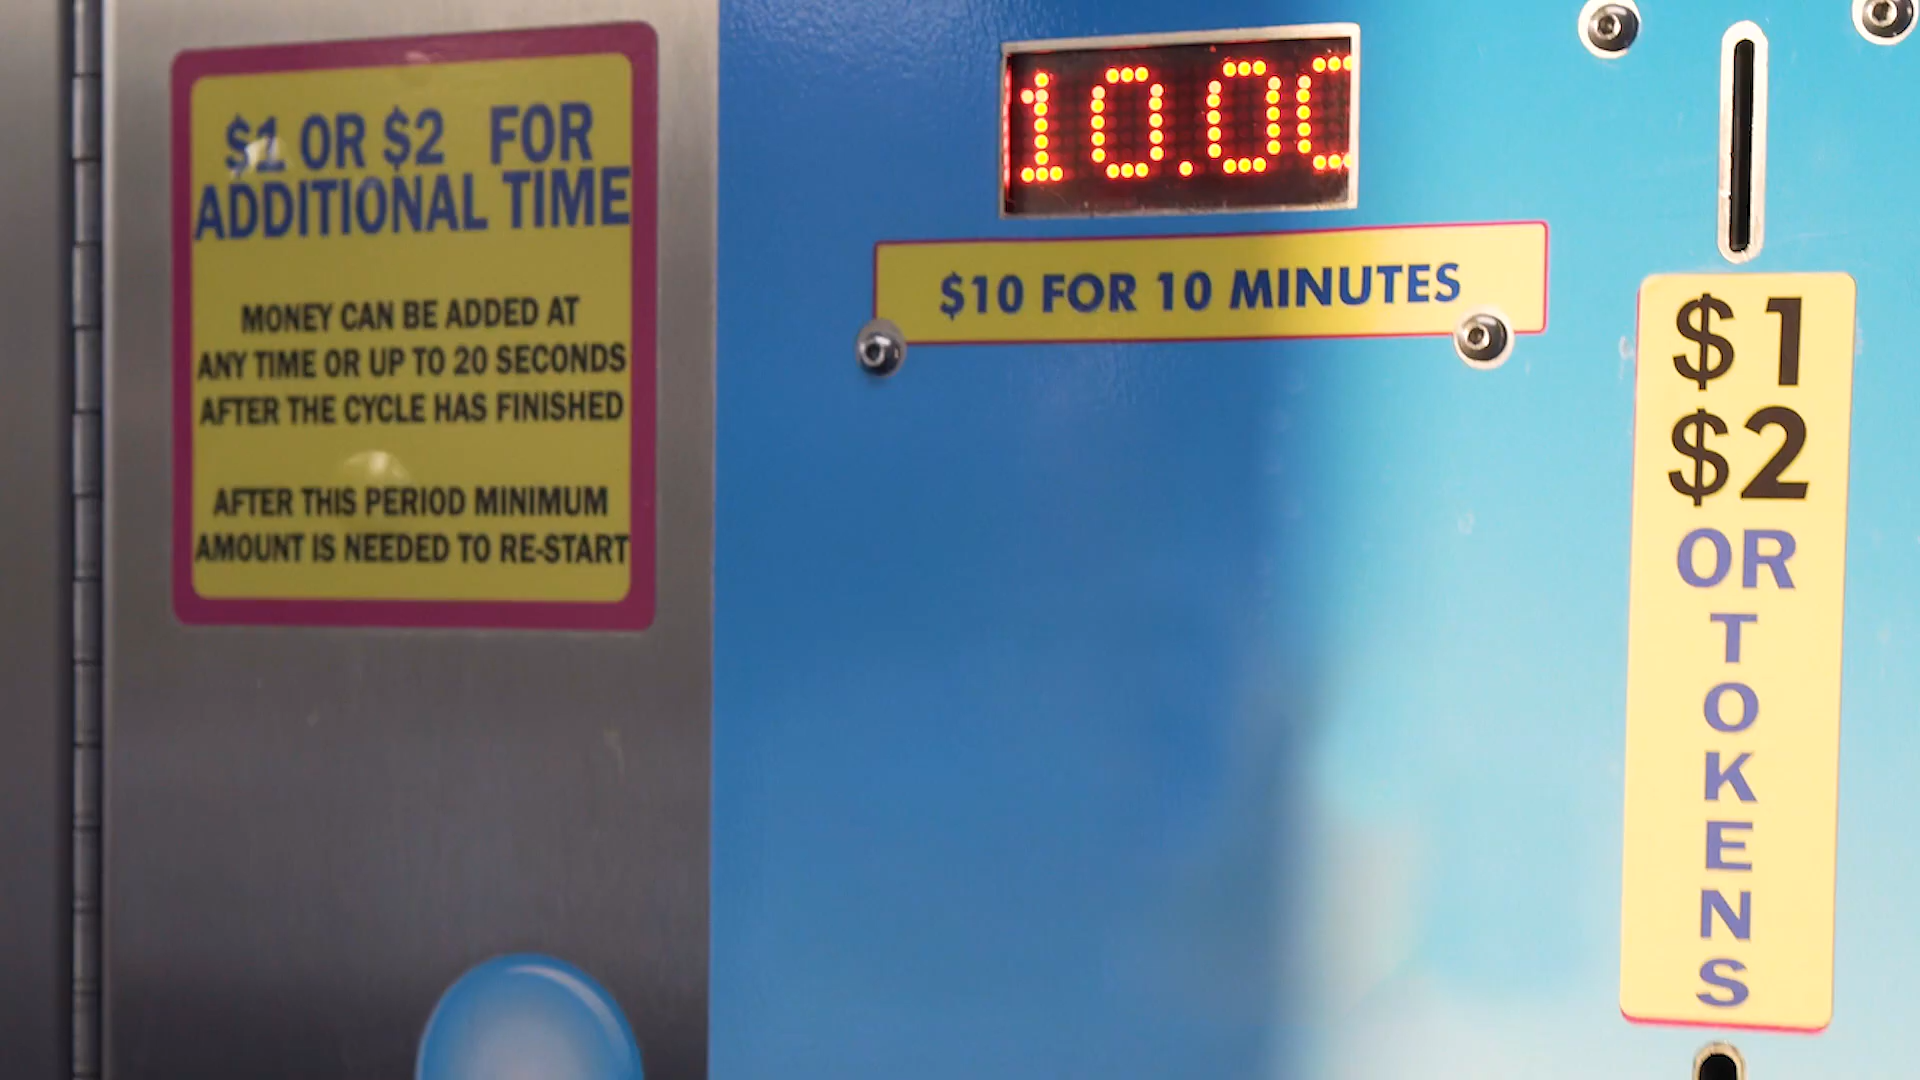 $1 OR $2 FOR
ADDITIONAL TIME
MONEY CAN BE ADDED AT
ANY TIME OR UP TO 20 SECONDS
AFTER THE CYCLE HAS FINISHED
AFTER THIS PERIOD MINIMUM
AMOUNT IS NEEDED TO RE-START
10.00
$10 FOR 10 MINUTES
$1
$2
OR
TOKENS